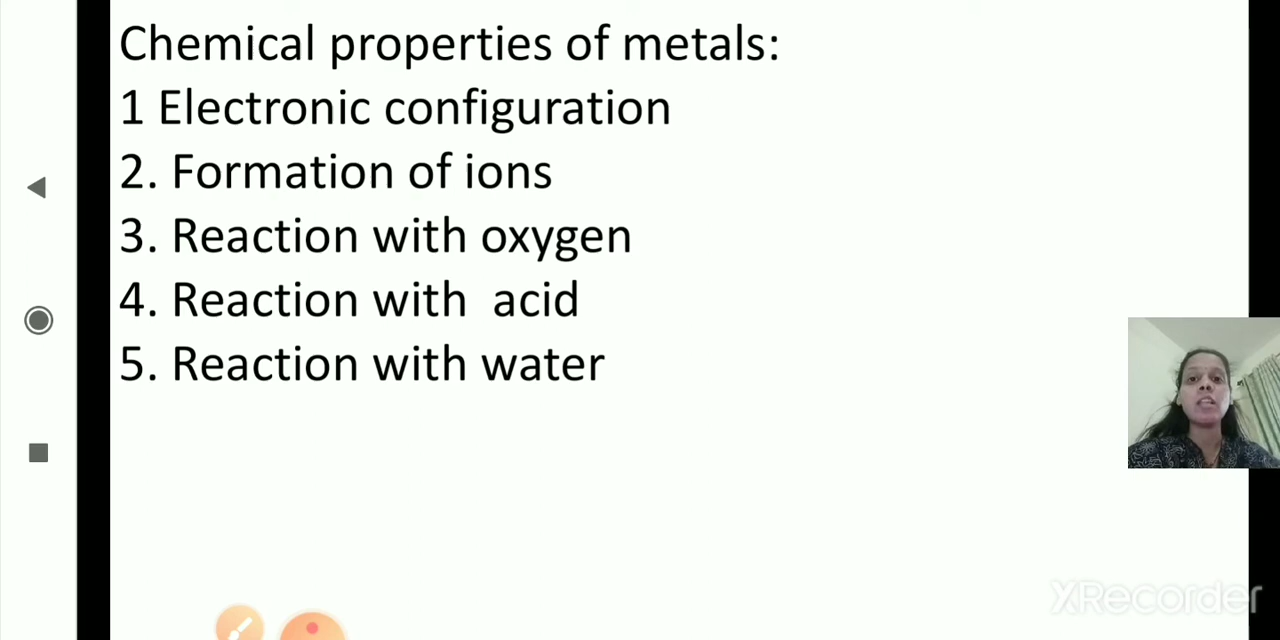 Chemical properties of metals:
1 Electronic configuration
2. Formation of ions
3. Reaction with oxygen
4. Reaction with  acid
5. Reaction with water
XRecorder